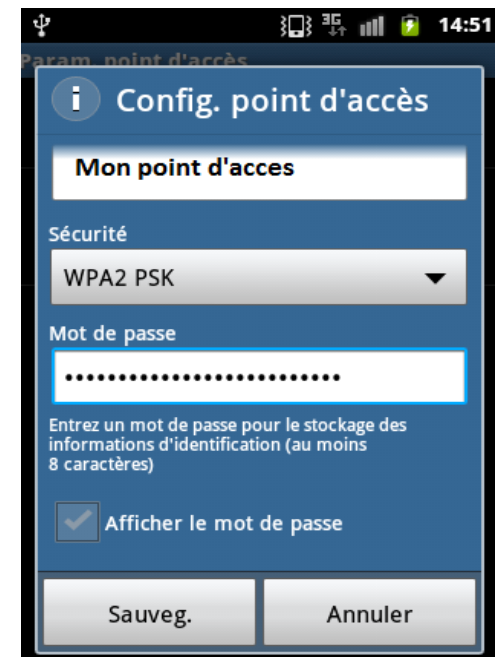 3G 14:51
Param. point d'accès
i Config. point d'accès
Mon point d'acces
Sécurité
WPA2 PSK
Mot de passe
••••••••••••••••••••••••••
Entrez un mot de passe pour le stockage des
informations d'identification (au moins
8 caractères)
Afficher le mot de passe
Sauveg. Annuler